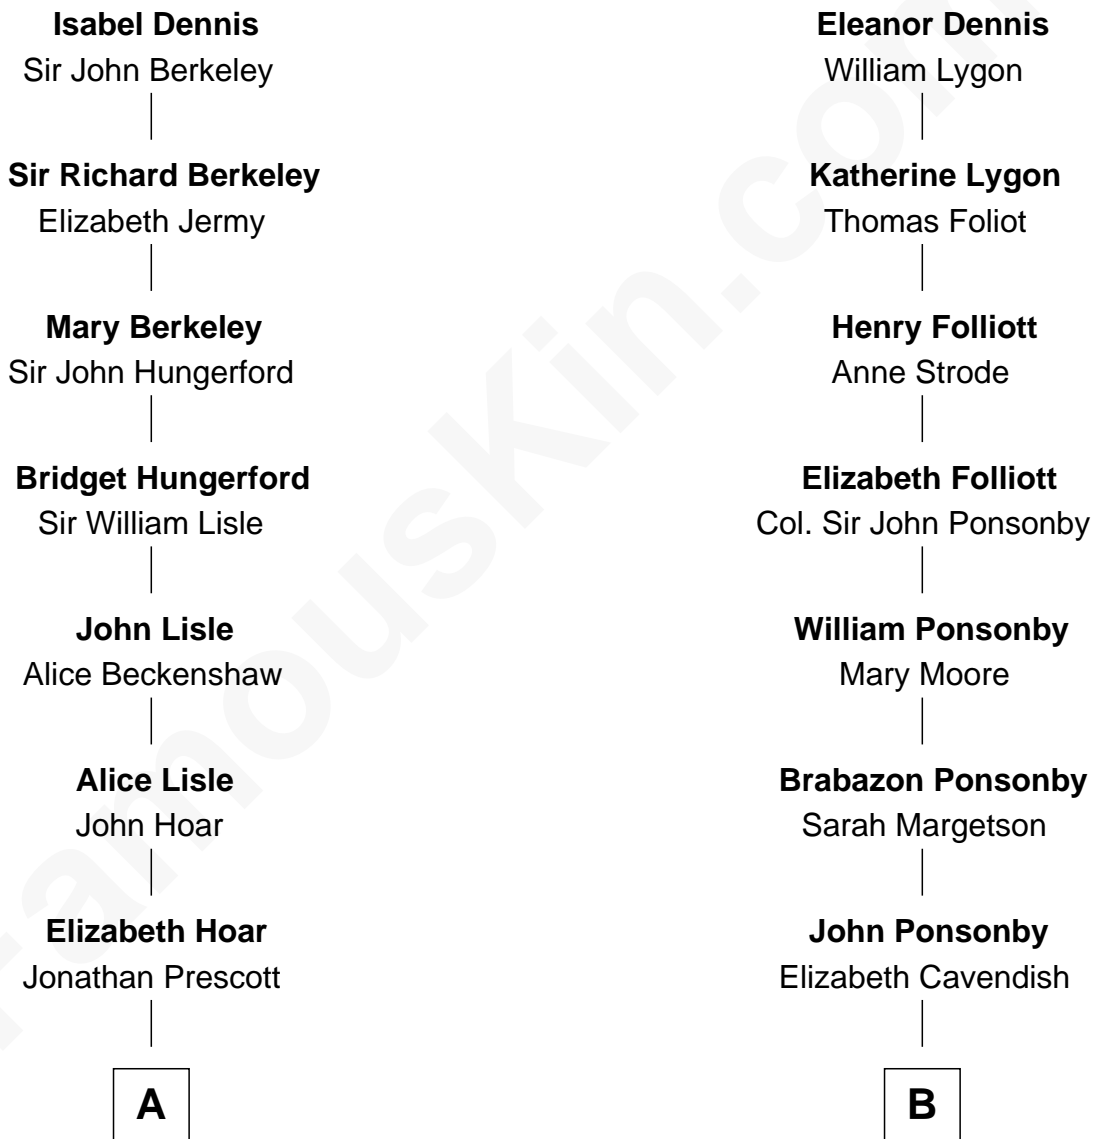 Isabel Dennis
Sir John Berkeley
Sir Richard Berkeley
Elizabeth Jermy
Mary Berkeley
Sir John Hungerford
Bridget Hungerford
Sir William Lisle
John Lisle
Alice Beckenshaw
Alice Lisle
John Hoar
Elizabeth Hoar
Jonathan Prescott
A
Eleanor Dennis
William Lygon
Katherine Lygon
Thomas Foliot
Henry Folliott
Anne Strode
Elizabeth Folliott
Col. Sir John Ponsonby
William Ponsonby
Mary Moore
Brabazon Ponsonby
Sarah Margetson
John Ponsonby
Elizabeth Cavendish
B
FamousKin.com